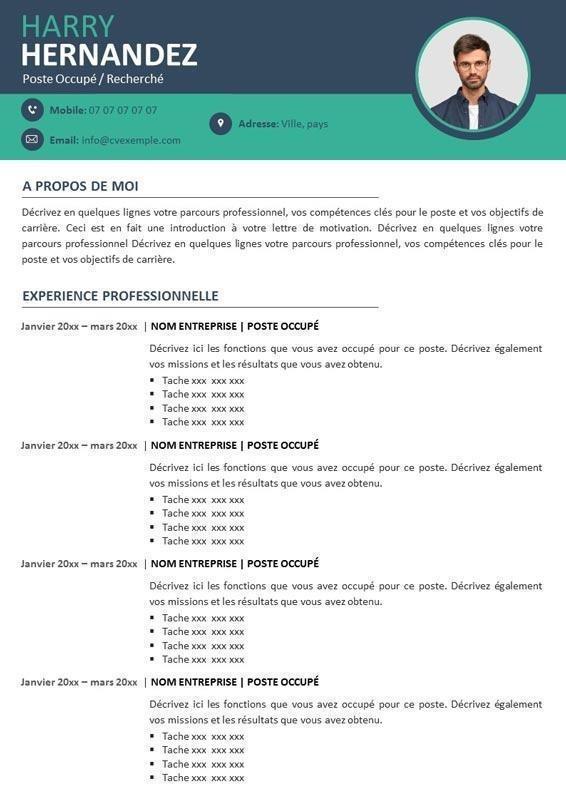 HARRY
HERNANDEZ
Poste Occupé / Recherché
Mobile: 07 07 07 07 07
Adresse: Ville, pays
Email: info@cvexemple.com
A PROPOS DE MOI
Décrivez en quelques lignes votre parcours professionnel, vos compétences clés pour le poste et vos objectifs de
carrière. Ceci est en fait une introduction à votre lettre de motivation. Décrivez en quelques lignes votre
parcours professionnel Décrivez en quelques lignes votre parcours professionnel, vos compétences clés pour le
poste et vos objectifs de carrière.
EXPERIENCE PROFESSIONNELLE
Janvier 20xx – mars 20xx | NOM ENTREPRISE | POSTE OCCUPÉ
Décrivez ici les fonctions que vous avez occupé pour ce poste. Décrivez également
vos missions et les résultats que vous avez obtenu.
▪ Tache xxx xxx xxx
▪ Tache xxx xxx xxx
▪ Tache xxx xxx xxx
▪ Tache xxx xxx xxx
Janvier 20xx – mars 20xx | NOM ENTREPRISE | POSTE OCCUPÉ
Décrivez ici les fonctions que vous avez occupé pour ce poste. Décrivez également
vos missions et les résultats que vous avez obtenu.
▪ Tache xxx xxx xxx
▪ Tache xxx xxx xxx
▪ Tache xxx xxx xxx
▪ Tache xxx xxx xxx
Janvier 20xx – mars 20xx | NOM ENTREPRISE | POSTE OCCUPÉ
Décrivez ici les fonctions que vous avez occupé pour ce poste. Décrivez également
vos missions et les résultats que vous avez obtenu.
▪ Tache xxx xxx xxx
▪ Tache xxx xxx xxx
▪ Tache xxx xxx xxx
▪ Tache xxx xxx xxx
Janvier 20xx – mars 20xx | NOM ENTREPRISE | POSTE OCCUPÉ
Décrivez ici les fonctions que vous avez occupé pour ce poste. Décrivez également
vos missions et les résultats que vous avez obtenu.
▪ Tache xxx xxx xxx
▪ Tache xxx xxx xxx
▪ Tache xxx xxx xxx
▪ Tache xxx xxx xxx